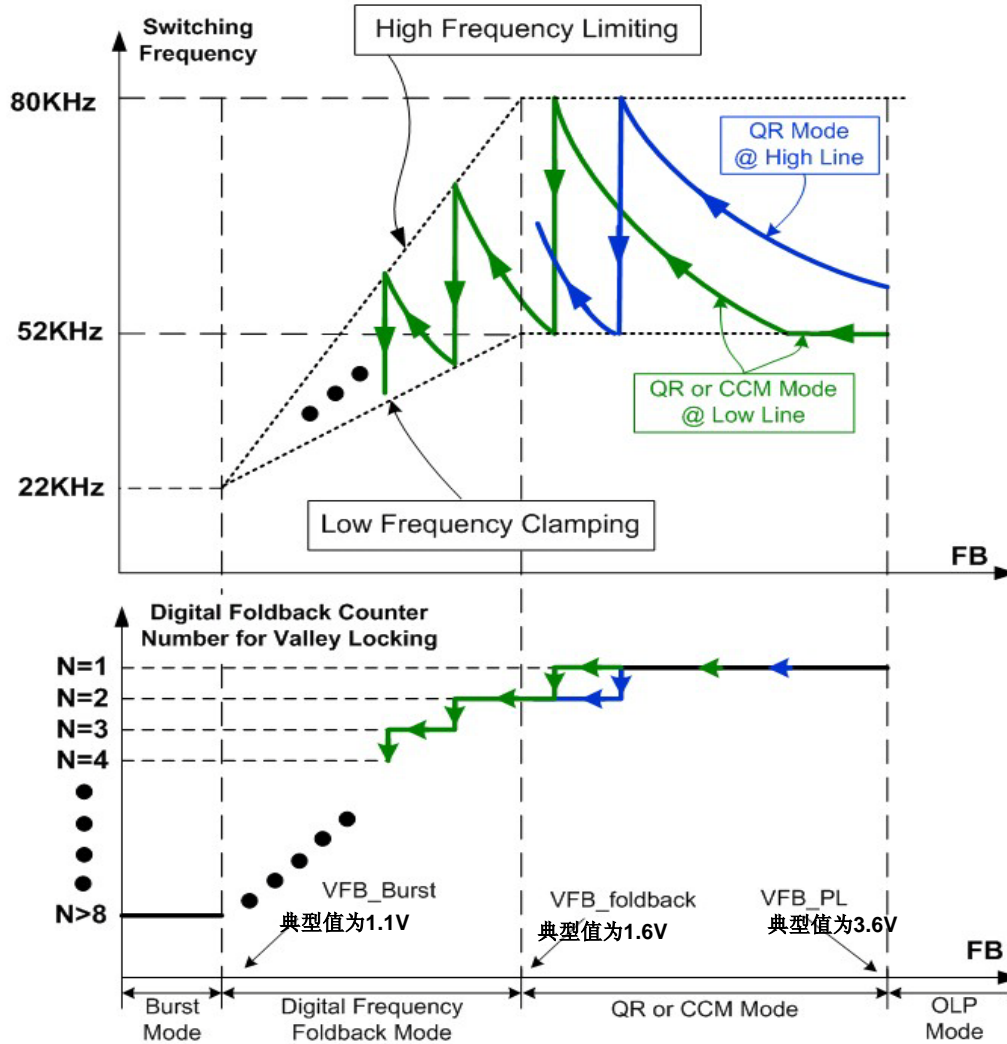 Switching
Frequency
High Frequency Limiting
80KHz
QR Mode
@ High Line
52KHz
QR or CCM Mode
@ Low Line
22KHz
Low Frequency Clamping
FB
Digital Foldback Counter
Number for Valley Locking
N=1
N=2
N=3
N=4
N>8
VFB_Burst
典型值为1.1V
VFB_foldback
典型值为1.6V
VFB_PL
典型值为3.6V
FB
Burst
Mode
Digital Frequency
Foldback Mode
QR or CCM Mode
OLP
Mode